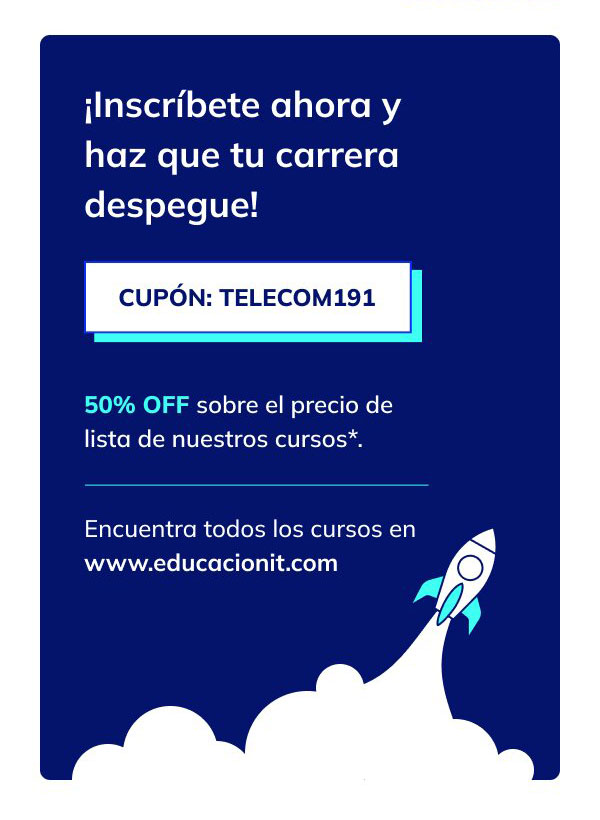 ¡Inscríbete ahora y
haz que tu carrera
despegue!
CUPÓN: TELECOM191
50% OFF sobre el precio de
lista de nuestros cursos*.
Encuentra todos los cursos en
www.educacionit.com